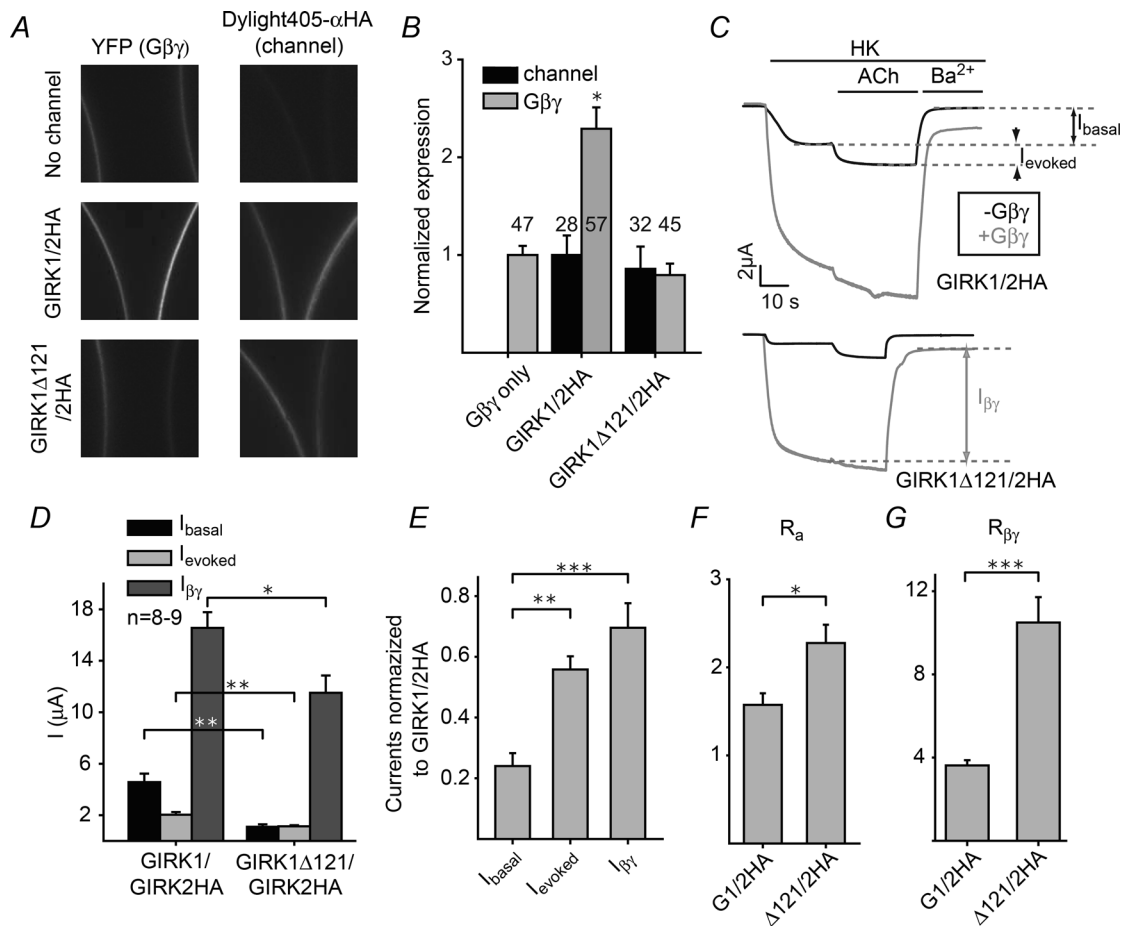 A
YFP (Gβγ)
Dylight405-αHA
(channel)
No channel
GIRK1/2HA
GIRK1Δ121
/2HA
B
Normalized expression
3
2
1
channel
Gβγ
*
47
28
57
32
45
Gβγ only
GIRK1/2HA
GIRK1Δ121/2HA
C
HK
ACh
Ba2+
Ibasal
Ievoked
-Gβγ
+Gβγ
2µA
10 s
GIRK1/2HA
Iβγ
GIRK1Δ121/2HA
D
Ibasal
Ievoked
Iβγ
n=8-9
I (µA)
18
14
10
6
2
*
**
**
GIRK1/
GIRK2HA
GIRK1Δ121/
GIRK2HA
E
Currents normazized
to GIRK1/2HA
0.8
0.6
0.4
0.2
***
**
Ibasal
Ievoked
Iβγ
F
Ra
3
2
1
*
G1/2HA
Δ121/2HA
G
Rβγ
12
8
4
***
G1/2HA
Δ121/2HA